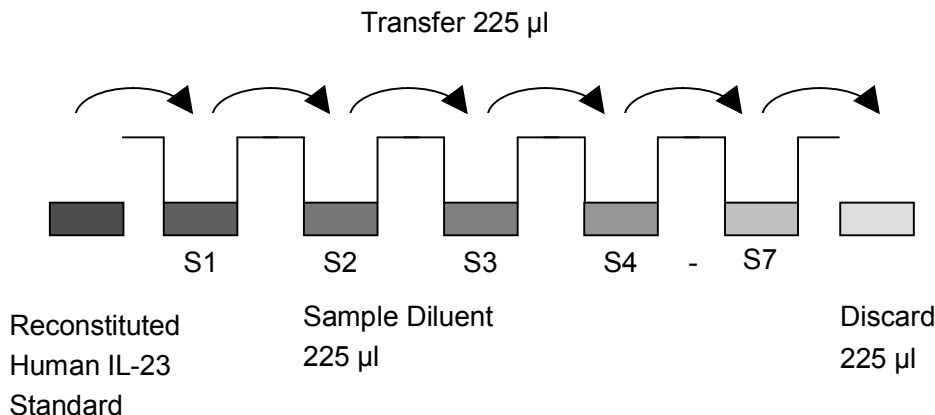 Transfer 225 µl
S1 S2 S3 S4 - S7
Reconstituted
Human IL-23
Standard
Sample Diluent
225 µl
Discard
225 µl